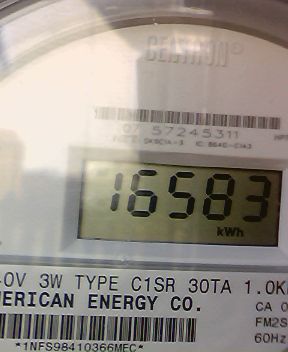 CENTRON®
07 57245311
16583
kWh
0V 3W TYPE C1SR 30TA 1.0K
ERICAN ENERGY CO.
CA 0
FM2S
60Hz
*1NFS98410366MEC*